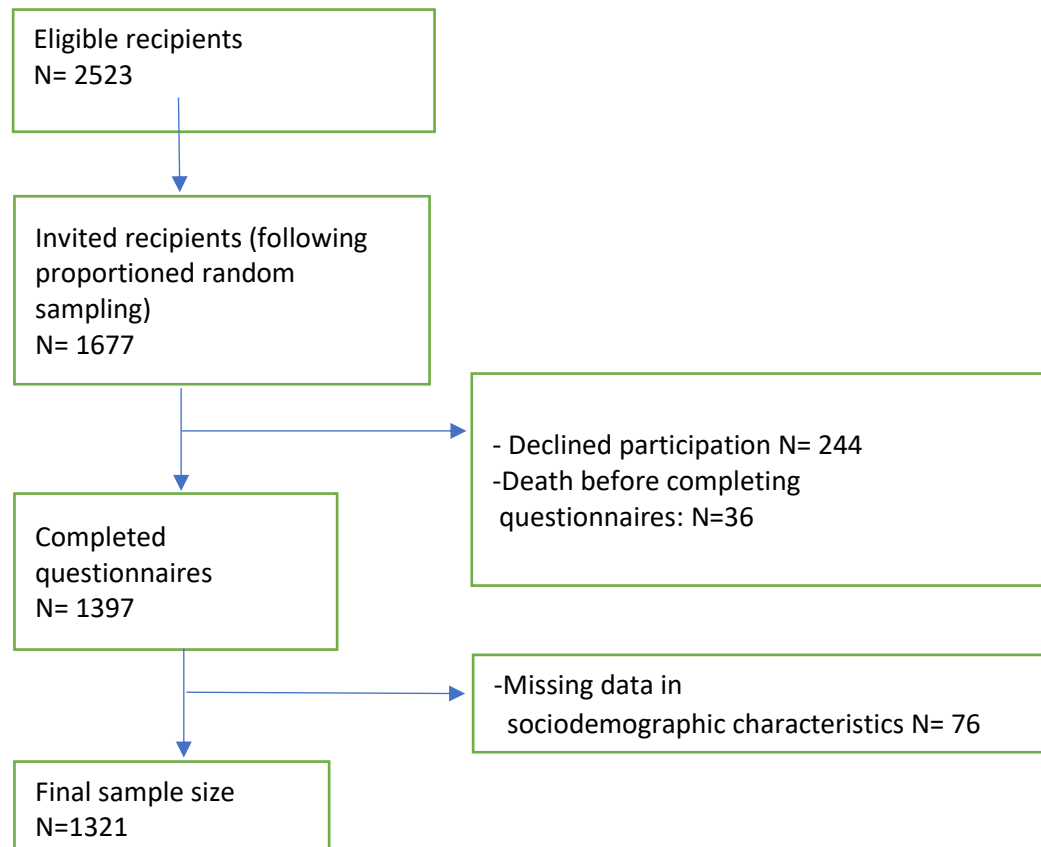 Eligible recipients
N= 2523
Invited recipients (following
proportioned random
sampling)
N= 1677
- Declined participation N= 244
-Death before completing
questionnaires: N=36
Completed
questionnaires
N= 1397
-Missing data in
sociodemographic characteristics N= 76
Final sample size
N=1321